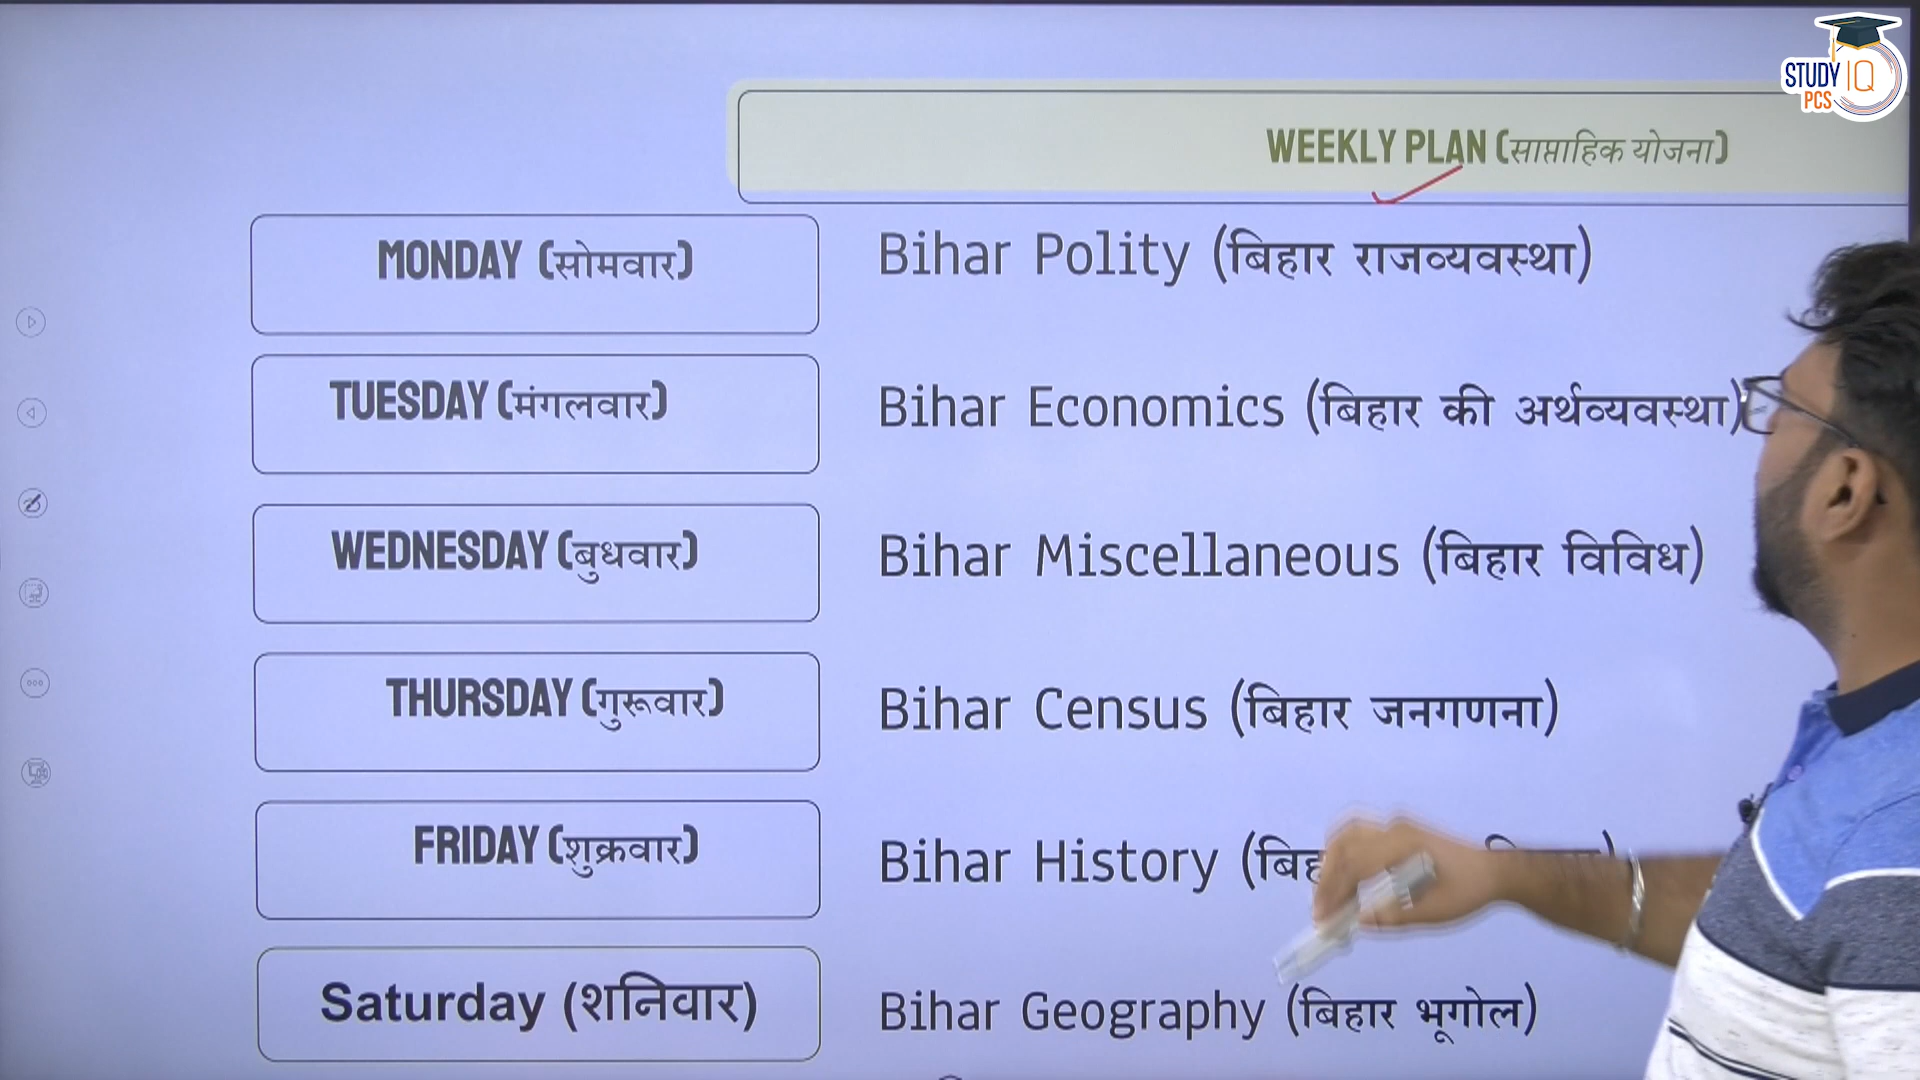 STUDY IQ
PCS
WEEKLY PLAN (साप्ताहिक योजना)
MONDAY (सोमवार)
Bihar Polity (बिहार राजव्यवस्था)
TUESDAY (मंगलवार)
Bihar Economics (बिहार की अर्थव्यवस्था)
WEDNESDAY (बुधवार)
Bihar Miscellaneous (बिहार विविध)
THURSDAY (गुरूवार)
Bihar Census (बिहार जनगणना)
FRIDAY (शुक्रवार)
Bihar History
Saturday (शनिवार)
Bihar Geography (बिहार भूगोल)